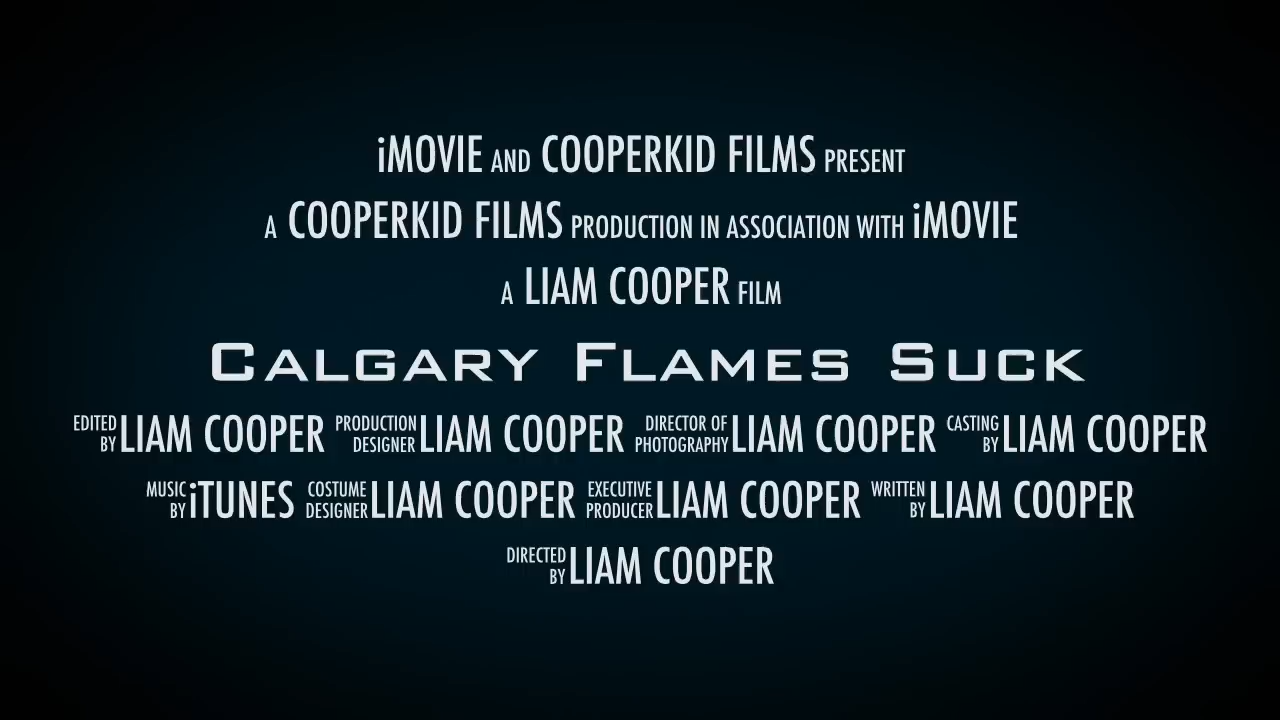 iMOVIE AND COOPERKID FILMS PRESENT
A COOPERKID FILMS PRODUCTION IN ASSOCIATION WITH iMOVIE
A LIAM COOPER FILM
CALGARY FLAMES SUCK
EDITED BY LIAM COOPER PRODUCTION DESIGNER LIAM COOPER DIRECTOR OF PHOTOGRAPHY LIAM COOPER CASTING BY LIAM COOPER
MUSIC BY iTUNES COSTUME DESIGNER LIAM COOPER EXECUTIVE PRODUCER LIAM COOPER WRITTEN BY LIAM COOPER
DIRECTED BY LIAM COOPER